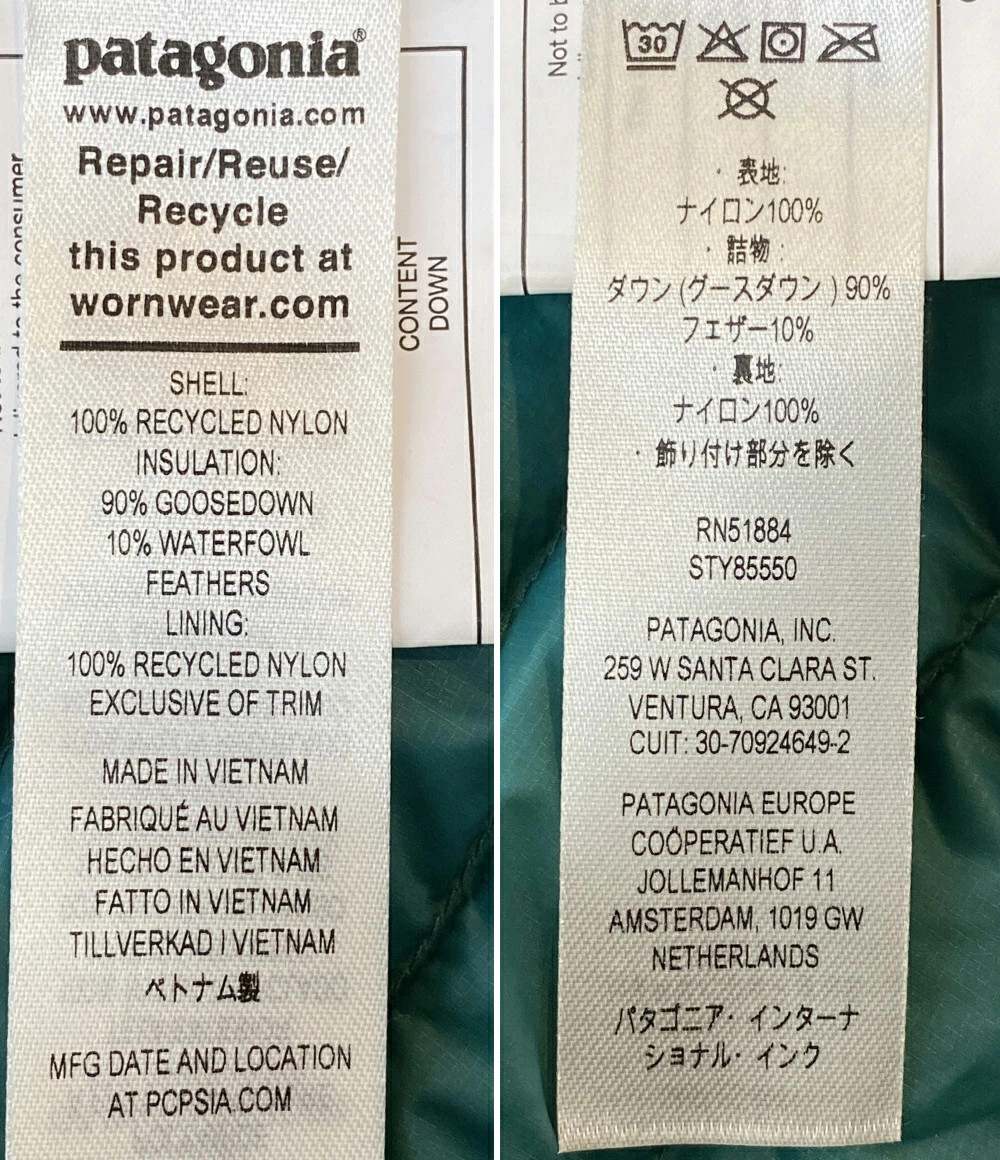 patagonia®
www.patagonia.com
Repair/Reuse/
Recycle
this product at
wornwear.com
SHELL:
100% RECYCLED NYLON
INSULATION:
90% GOOSEDOWN
10% WATERFOWL
FEATHERS
LINING:
100% RECYCLED NYLON
EXCLUSIVE OF TRIM
MADE IN VIETNAM
FABRIQUÉ AU VIETNAM
HECHO EN VIETNAM
FATTO IN VIETNAM
TILLVERKAD I VIETNAM
ベトナム製
MFG DATE AND LOCATION
AT PCPSIA.COM
to the consumer
CONTENT
DOWN
Not to
30
・表地:
ナイロン100%
・詰物:
ダウン(グースダウン)90%
フェザー10%
・裏地:
ナイロン100%
・飾り付け部分を除く
RN51884
STY85550
PATAGONIA, INC.
259 W SANTA CLARA ST.
VENTURA, CA 93001
CUIT: 30-70924649-2
PATAGONIA EUROPE
COÖPERATIEF U.A.
JOLLEMANHOF 11
AMSTERDAM, 1019 GW
NETHERLANDS
パタゴニア・インターナ
ショナル・インク